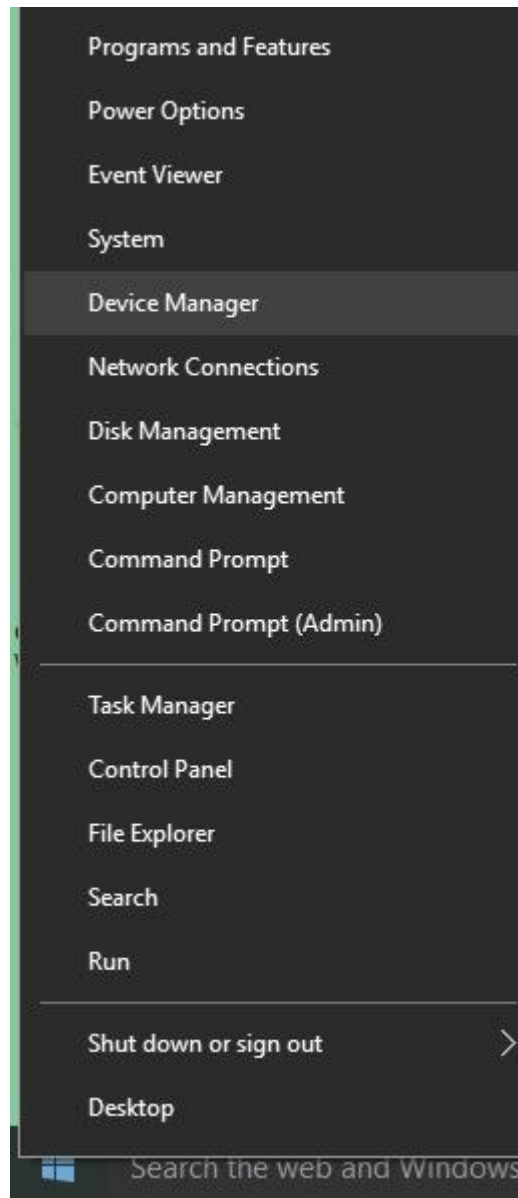 Programs and Features
Power Options
Event Viewer
System
Device Manager
Network Connections
Disk Management
Computer Management
Command Prompt
Command Prompt (Admin)
Task Manager
Control Panel
File Explorer
Search
Run
Shut down or sign out
Desktop
Search the web and Windows